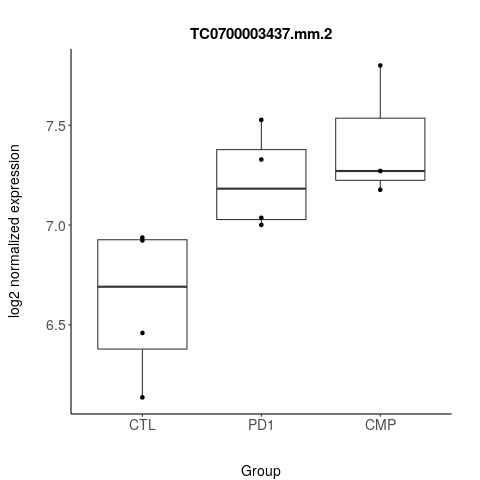 TC0700003437.mm.2
log2 normalized expression
7.5
7.0
6.5
CTL PD1 CMP
Group